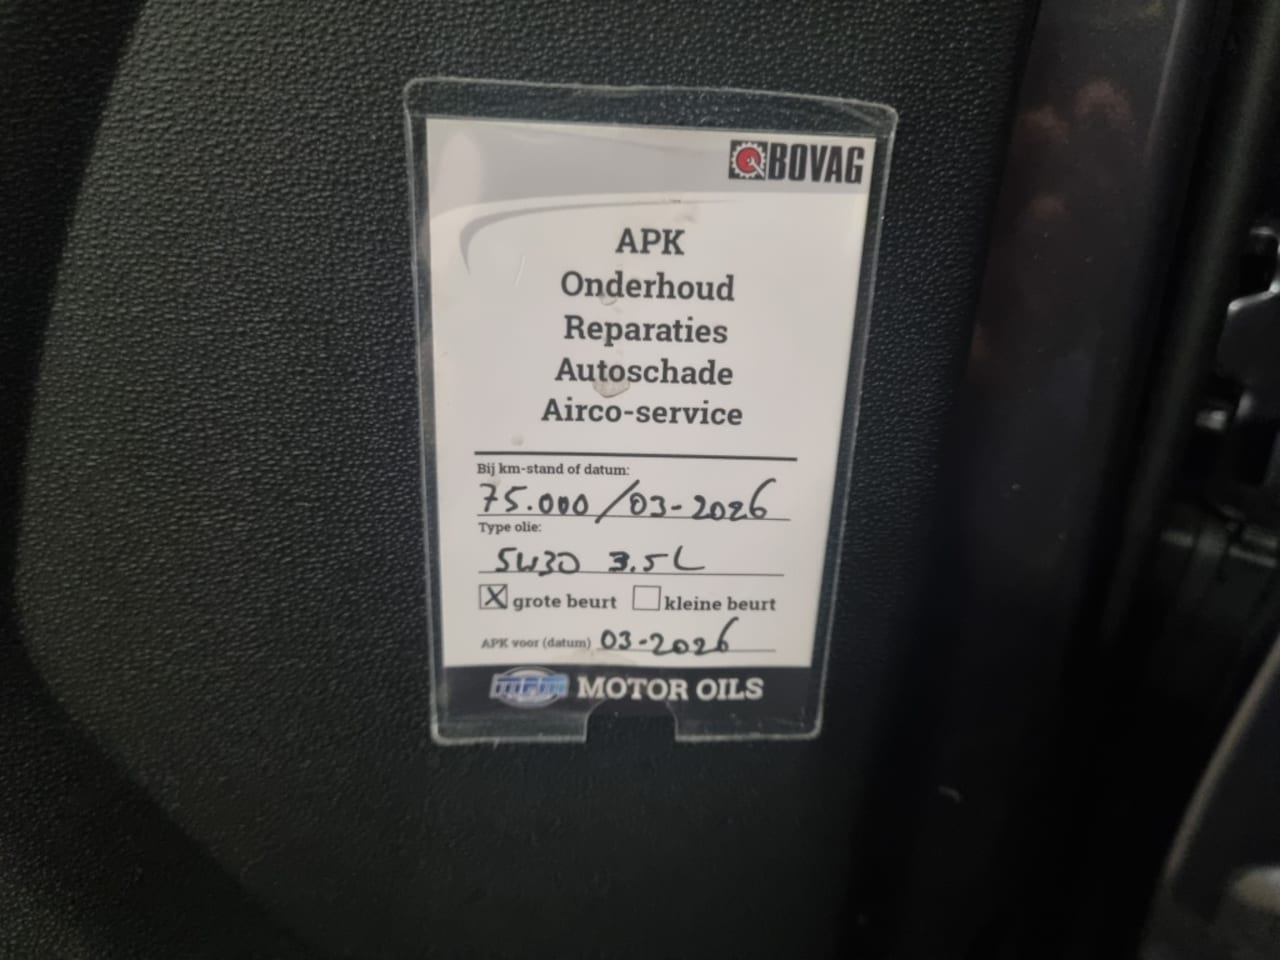 BOVAG
APK
Onderhoud
Reparaties
Autoschade
Airco-service
Bij km-stand of datum:
75.000/03-2026
Type olie:
5W30 3.5L
X grote beurt kleine beurt
APK voor (datum) 03-2026
MPM MOTOR OILS